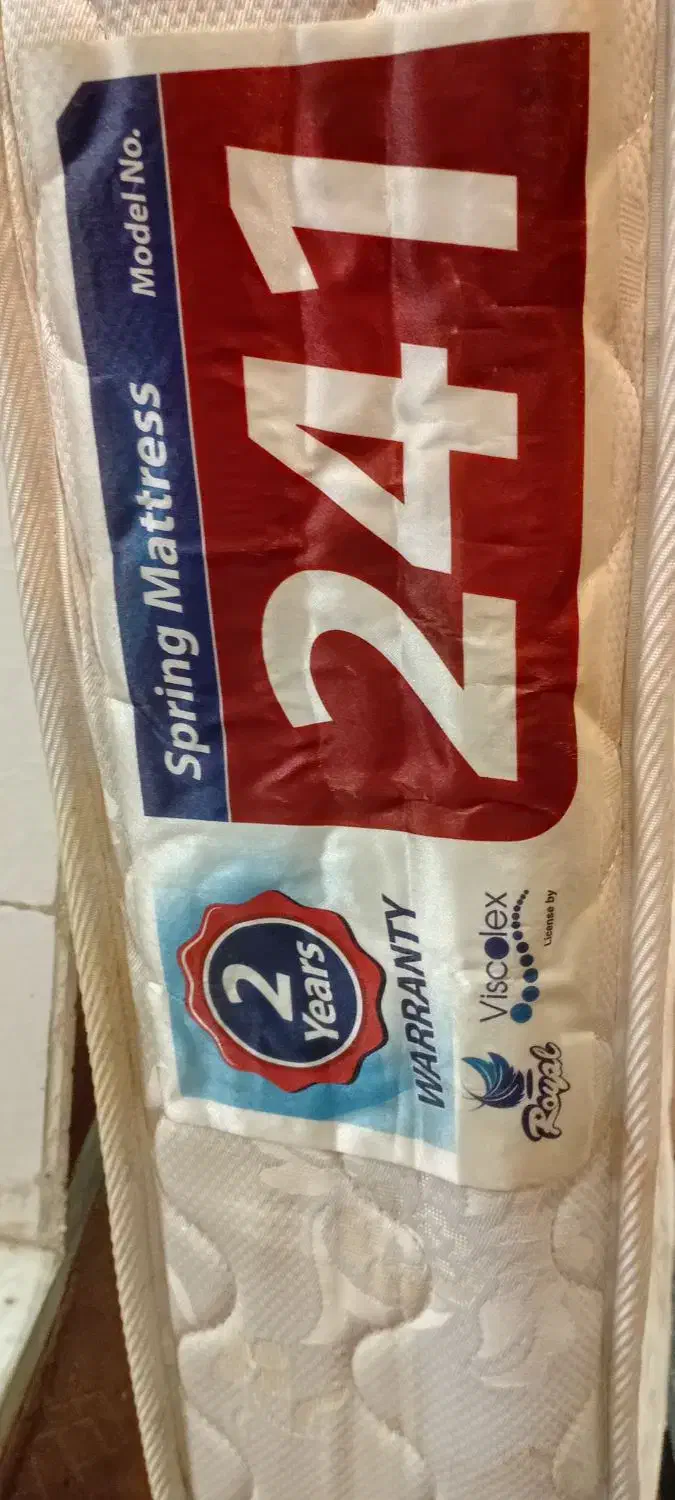 Spring Mattress Model No.
241
2
Years
WARRANTY
Royal
Viscolex
License by